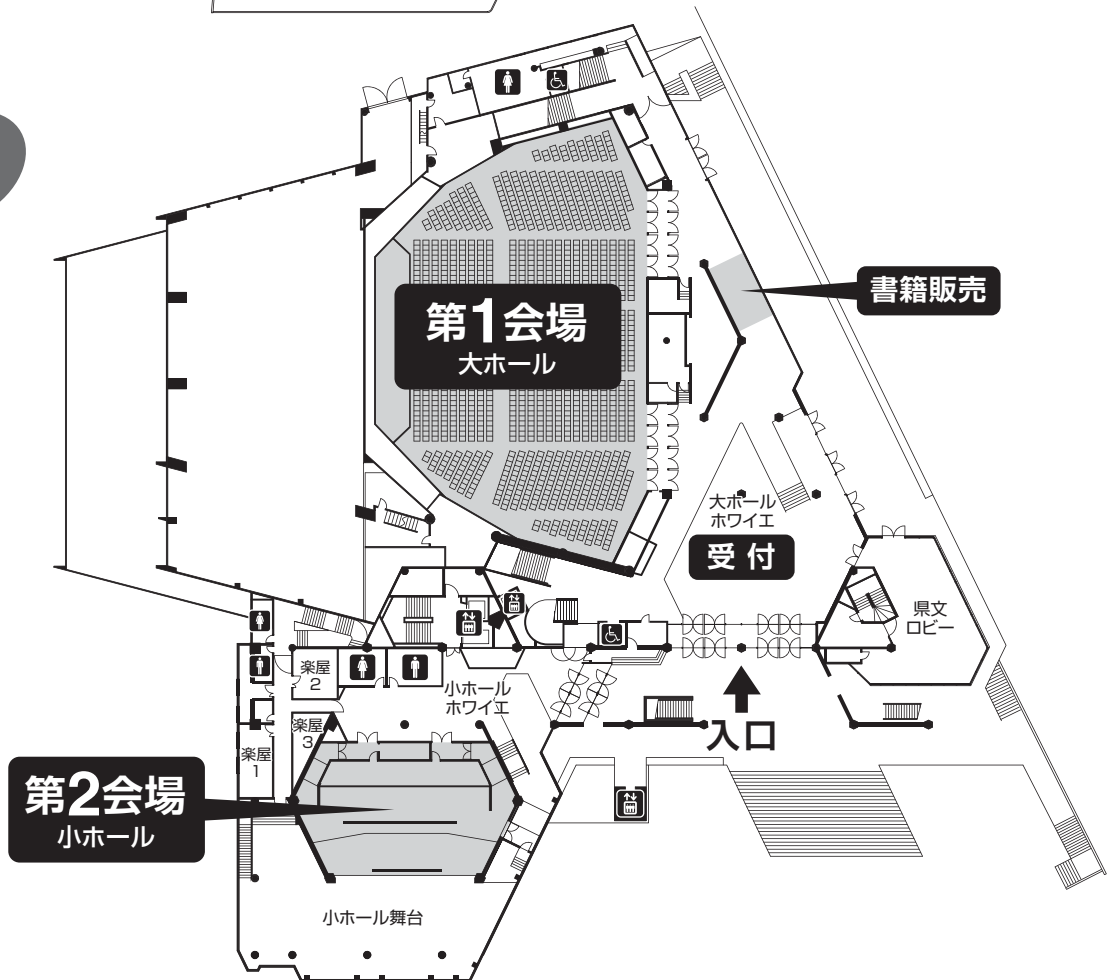 書籍販売
第1会場
大ホール
大ホール
ホワイエ
受付
県文
ロビー
楽屋
2
小ホール
ホワイエ
楽屋
3
楽屋
1
入口
第2会場
小ホール
小ホール舞台